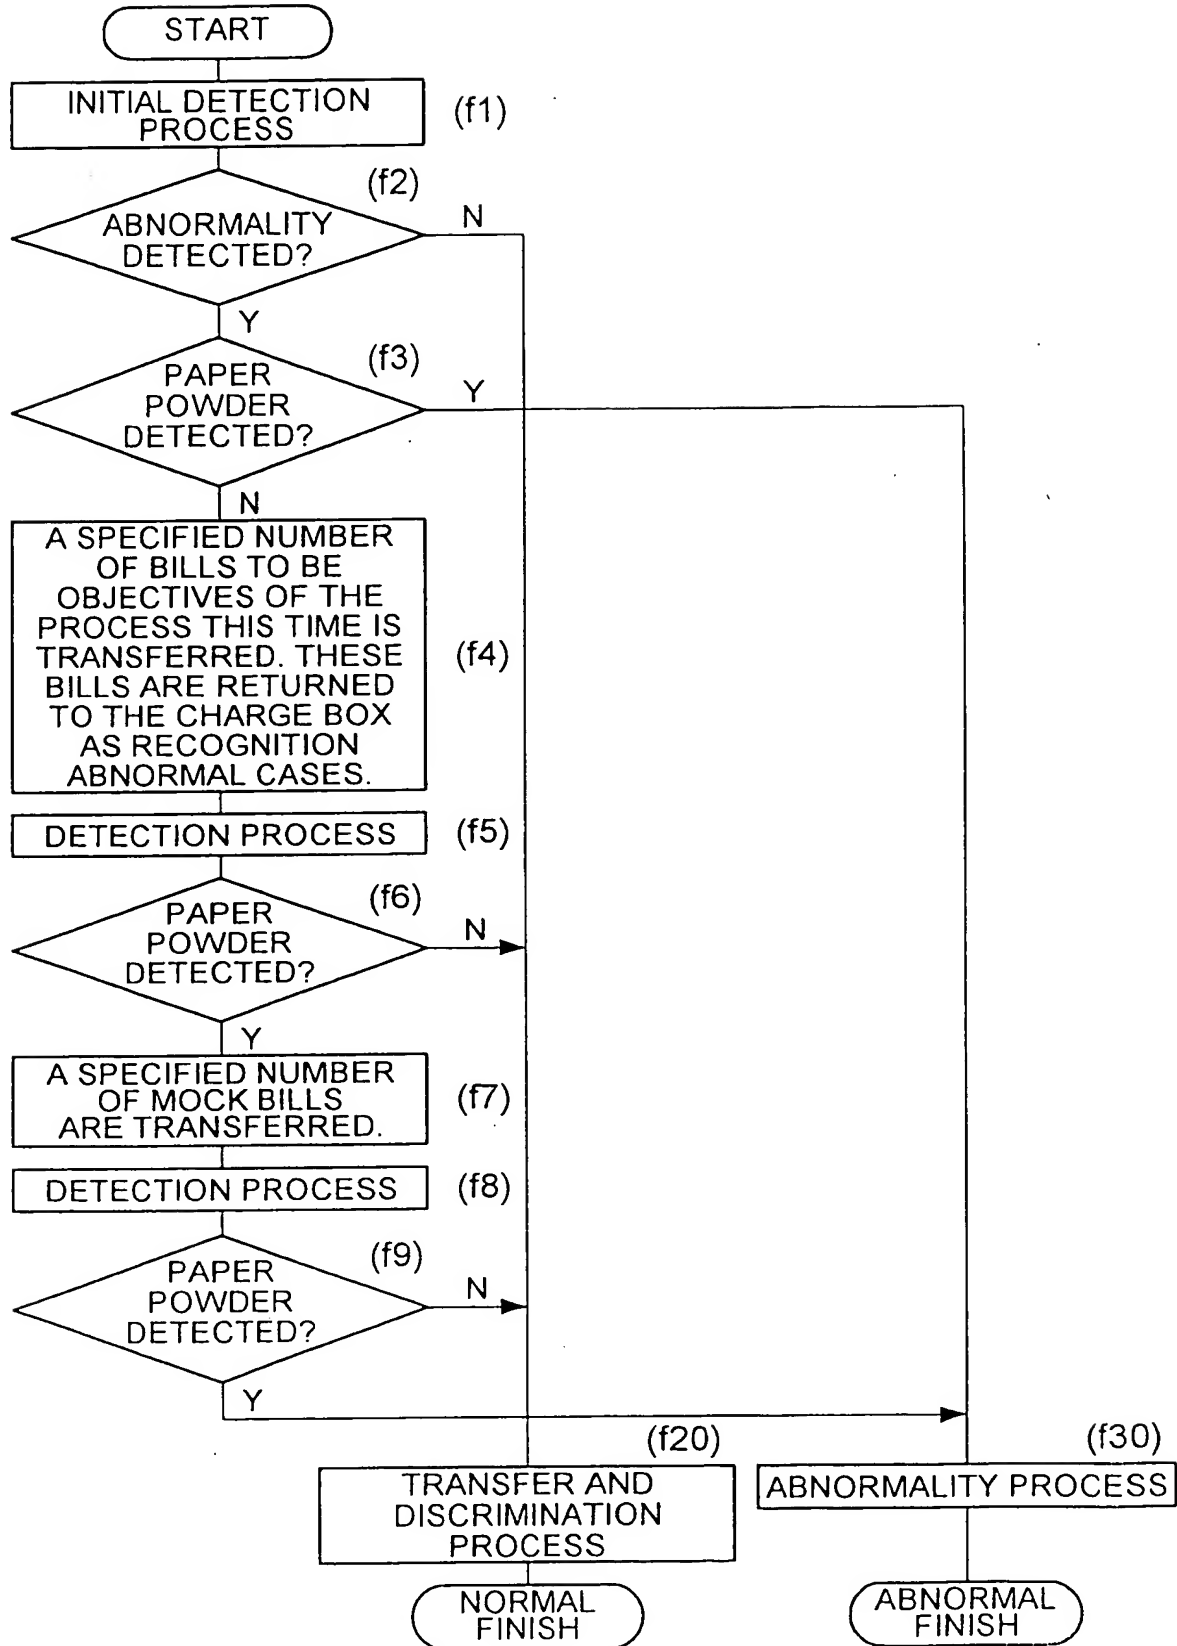 START
INITIAL DETECTION
PROCESS
(f1)
(f2)
ABNORMALITY
DETECTED?
N
Y
(f3)
PAPER
POWDER
DETECTED?
Y
N
A SPECIFIED NUMBER
OF BILLS TO BE
OBJECTIVES OF THE
PROCESS THIS TIME IS
TRANSFERRED. THESE
BILLS ARE RETURNED
TO THE CHARGE BOX
AS RECOGNITION
ABNORMAL CASES.
(f4)
DETECTION PROCESS
(f5)
(f6)
PAPER
POWDER
DETECTED?
N
Y
A SPECIFIED NUMBER
OF MOCK BILLS
ARE TRANSFERRED.
(f7)
DETECTION PROCESS
(f8)
(f9)
PAPER
POWDER
DETECTED?
N
Y
(f20)
TRANSFER AND
DISCRIMINATION
PROCESS
(f30)
ABNORMALITY PROCESS
NORMAL
FINISH
ABNORMAL
FINISH